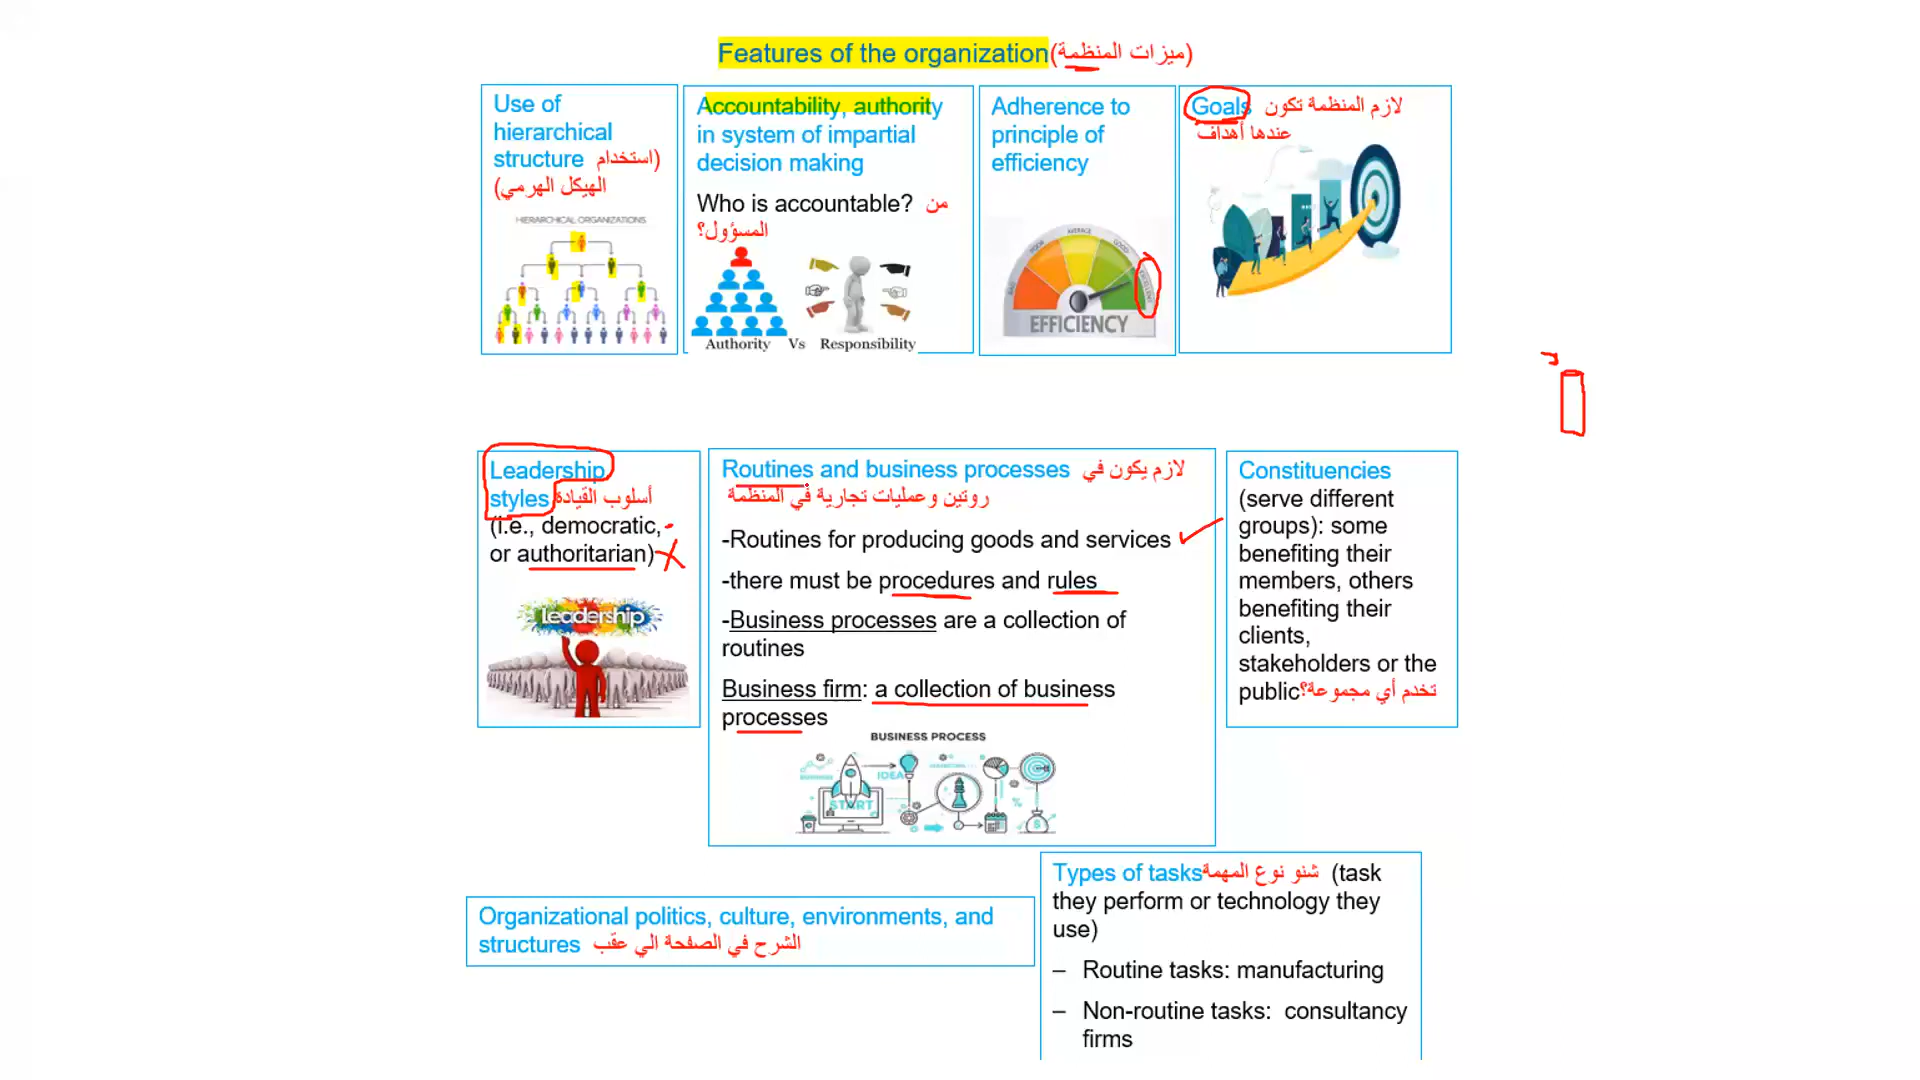 Features of the organization(ميزات المنظمة)
Use of
hierarchical
structure (استخدام
الهيكل الهرمي)
HIERARCHICAL ORGANIZATIONS
Accountability, authority
in system of impartial
decision making
Who is accountable? من
المسؤول؟
Authority Vs Responsibility
Adherence to
principle of
efficiency
POOR AVERAGE GOOD
EFFICIENCY
Goals لازم المنظمة تكون
عندها أهداف
Leadership
styles أسلوب القيادة
(i.e., democratic,
or authoritarian)
leadership
Routines and business processes لازم يكون في
روتين وعمليات تجارية في المنظمة
-Routines for producing goods and services
-there must be procedures and rules
-Business processes are a collection of
routines
Business firm: a collection of business
processes
BUSINESS PROCESS
IDEA
START
Constituencies
(serve different
groups): some
benefiting their
members, others
benefiting their
clients,
stakeholders or the
public تخدم أي مجموعة؟
Organizational politics, culture, environments, and
structures الشرح في الصفحة الي عقب
Types of tasks شنو نوع المهمة (task
they perform or technology they
use)
– Routine tasks: manufacturing
– Non-routine tasks: consultancy
firms